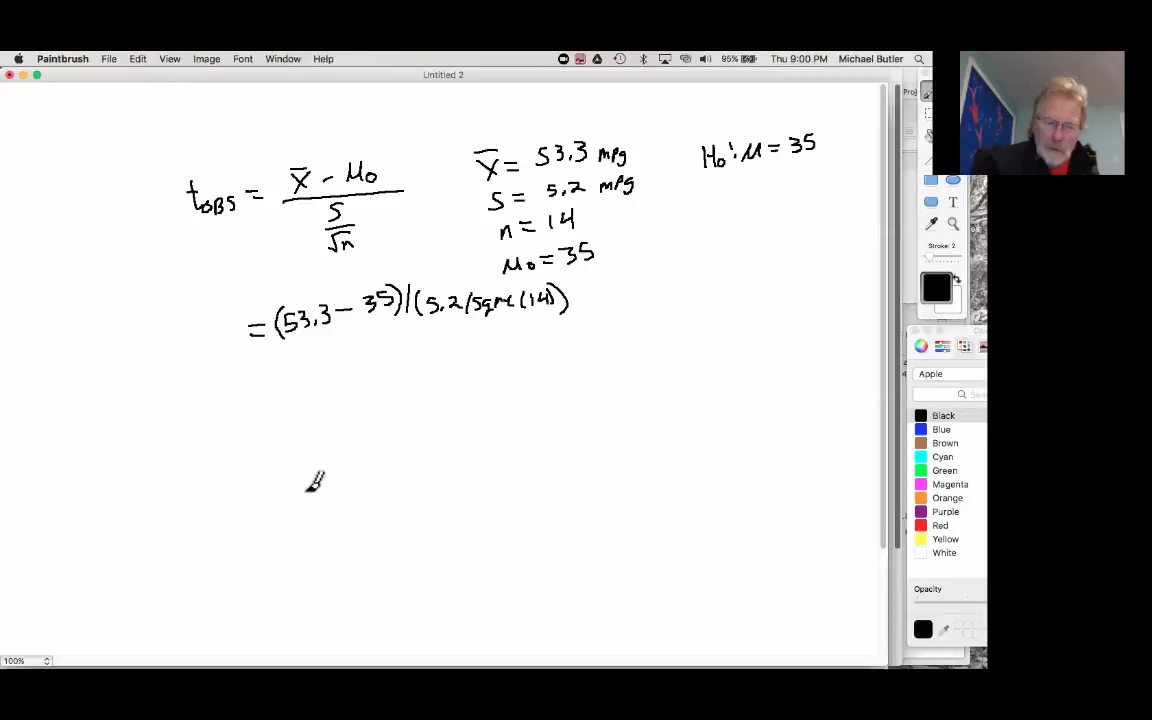 Paintbrush File Edit View Image Font Window Help 95% Thu 9:00 PM Michael Butler
Untitled 2
Proj
tOBS = (X̄ - μ0) / (S / √n)
X̄ = 53.3 mpg
S = 5.2 mpg
n = 14
μ0 = 35
H0: μ = 35
= (53.3 - 35)/(5.2/sqrt(14))
T
Stroke: 2
Apple
Black
Blue
Brown
Cyan
Green
Magenta
Orange
Purple
Red
Yellow
White
Opacity
100%